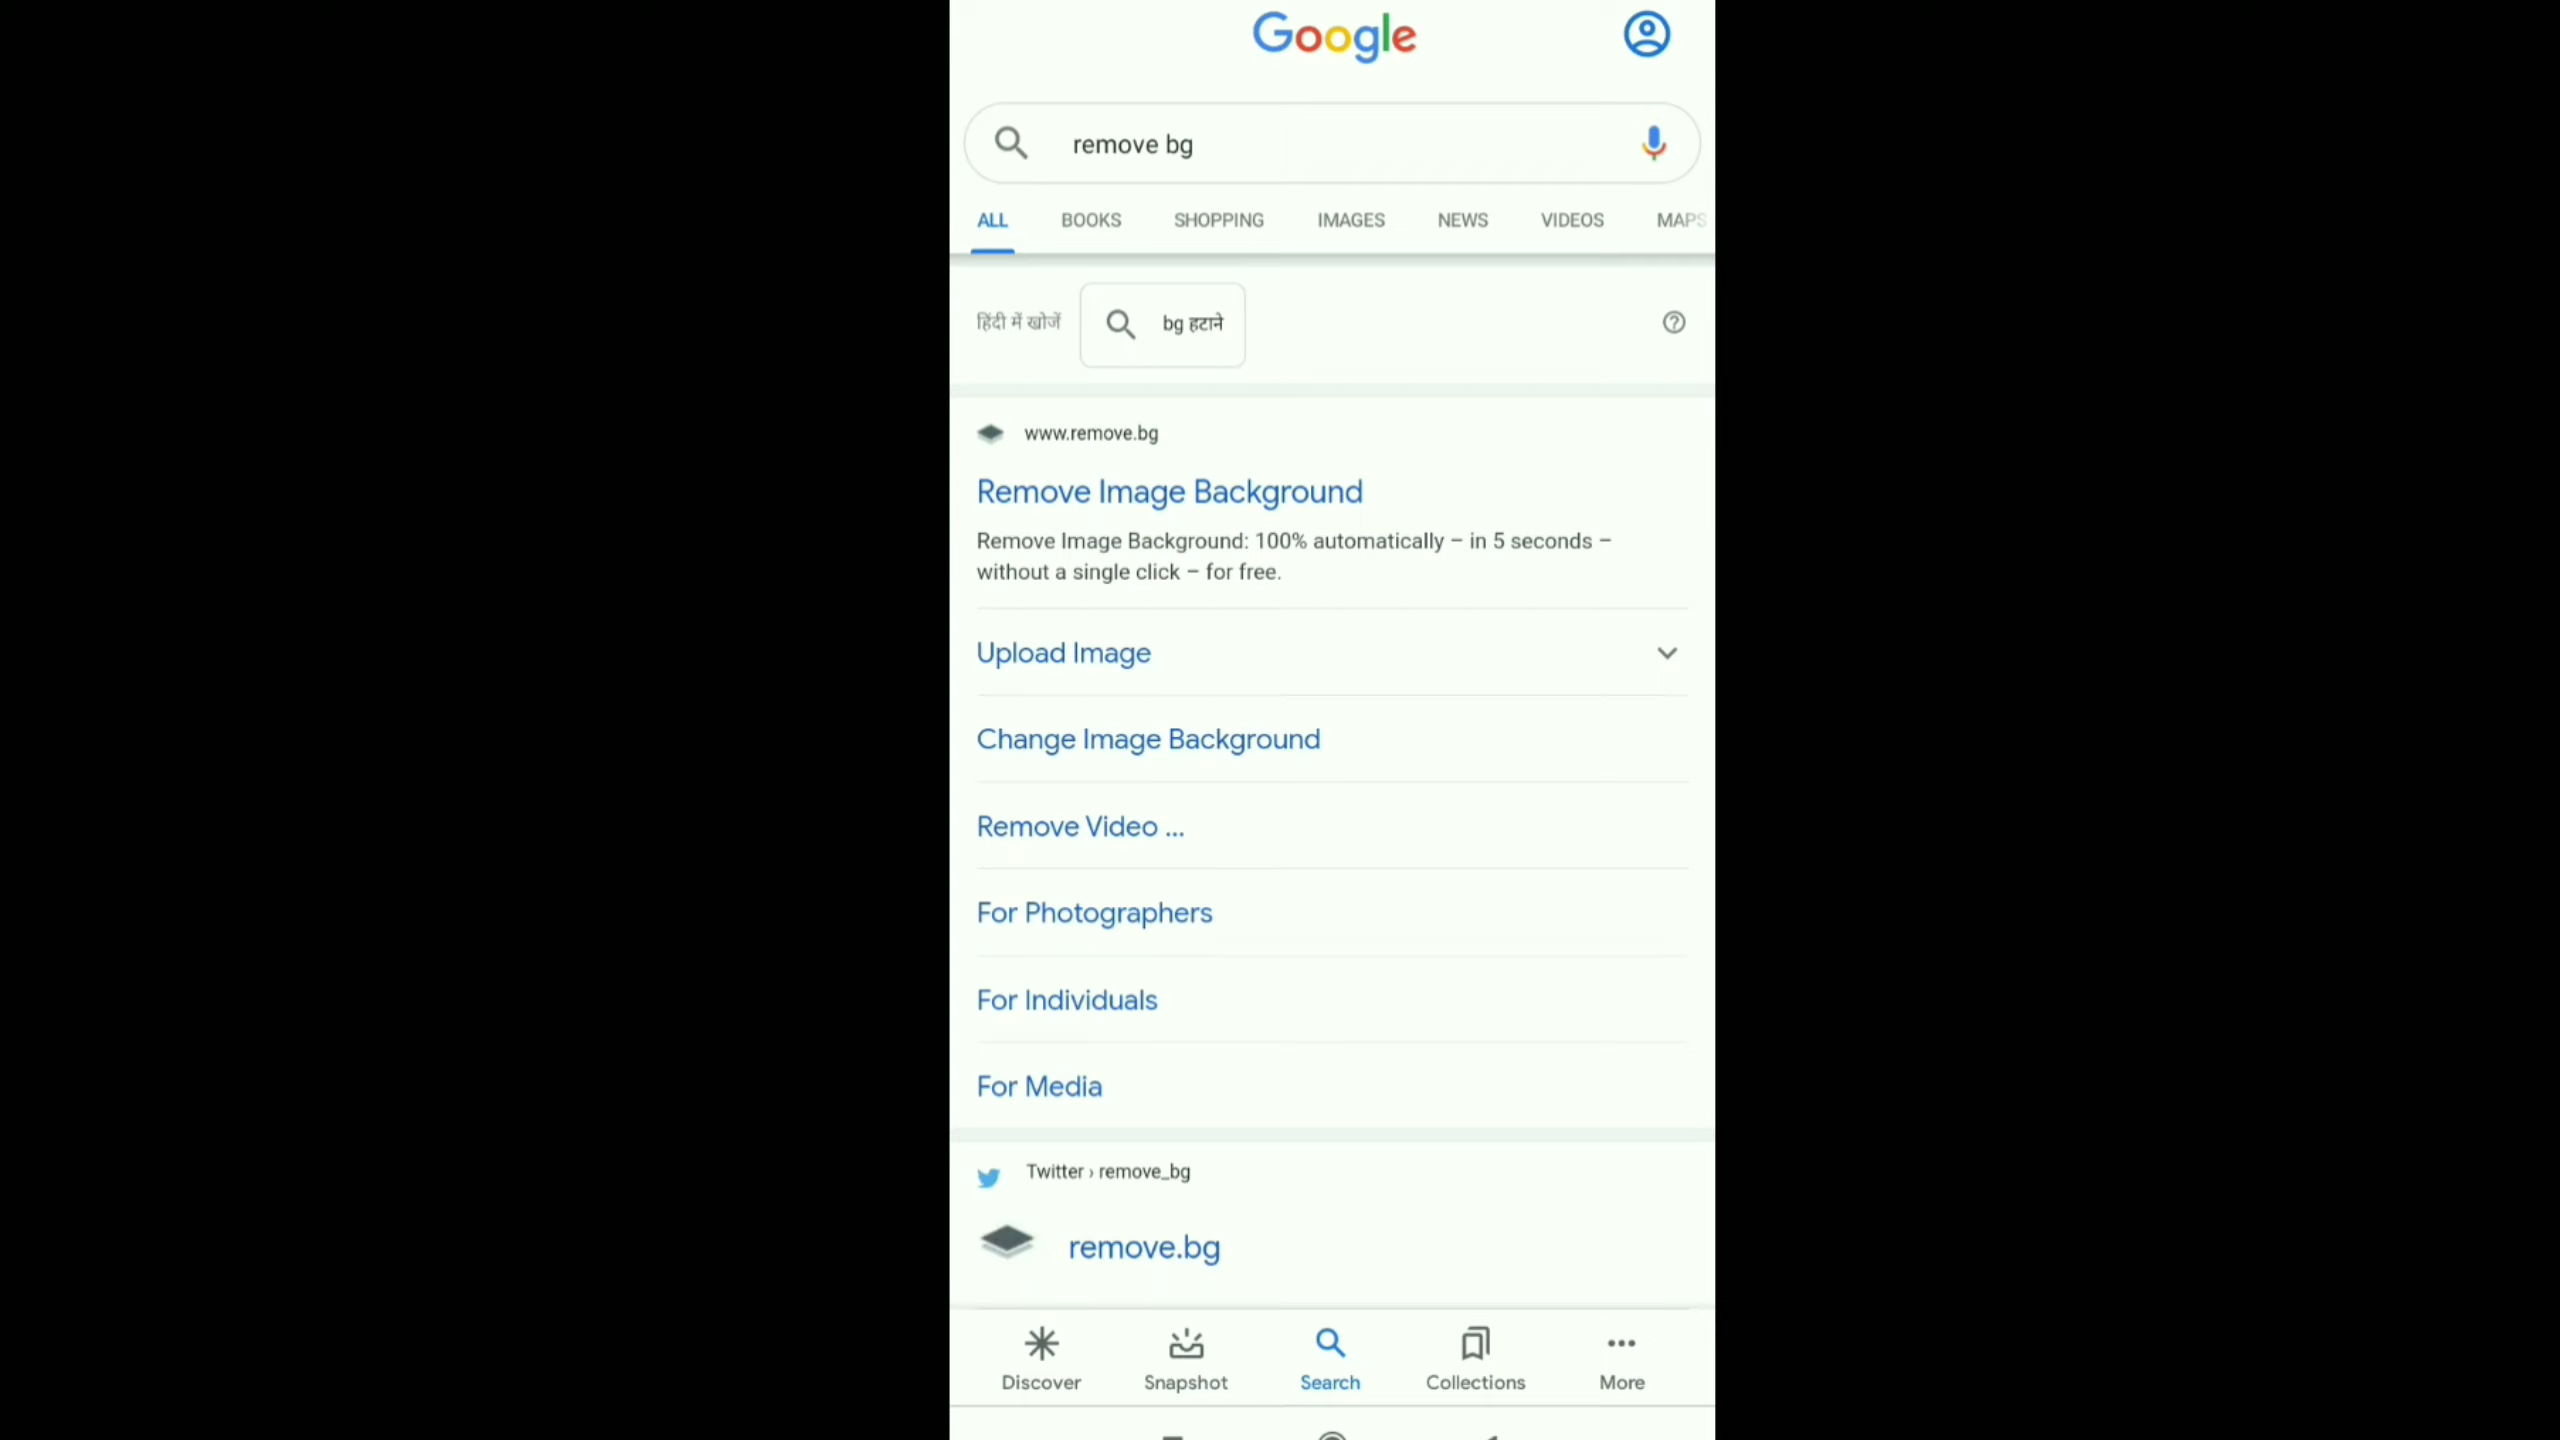 Google
remove bg
ALL BOOKS SHOPPING IMAGES NEWS VIDEOS MAPS
हिंदी में खोजें bg हटाने
www.remove.bg
Remove Image Background
Remove Image Background: 100% automatically – in 5 seconds –
without a single click – for free.
Upload Image
Change Image Background
Remove Video ...
For Photographers
For Individuals
For Media
Twitter › remove_bg
remove.bg
Discover Snapshot Search Collections More